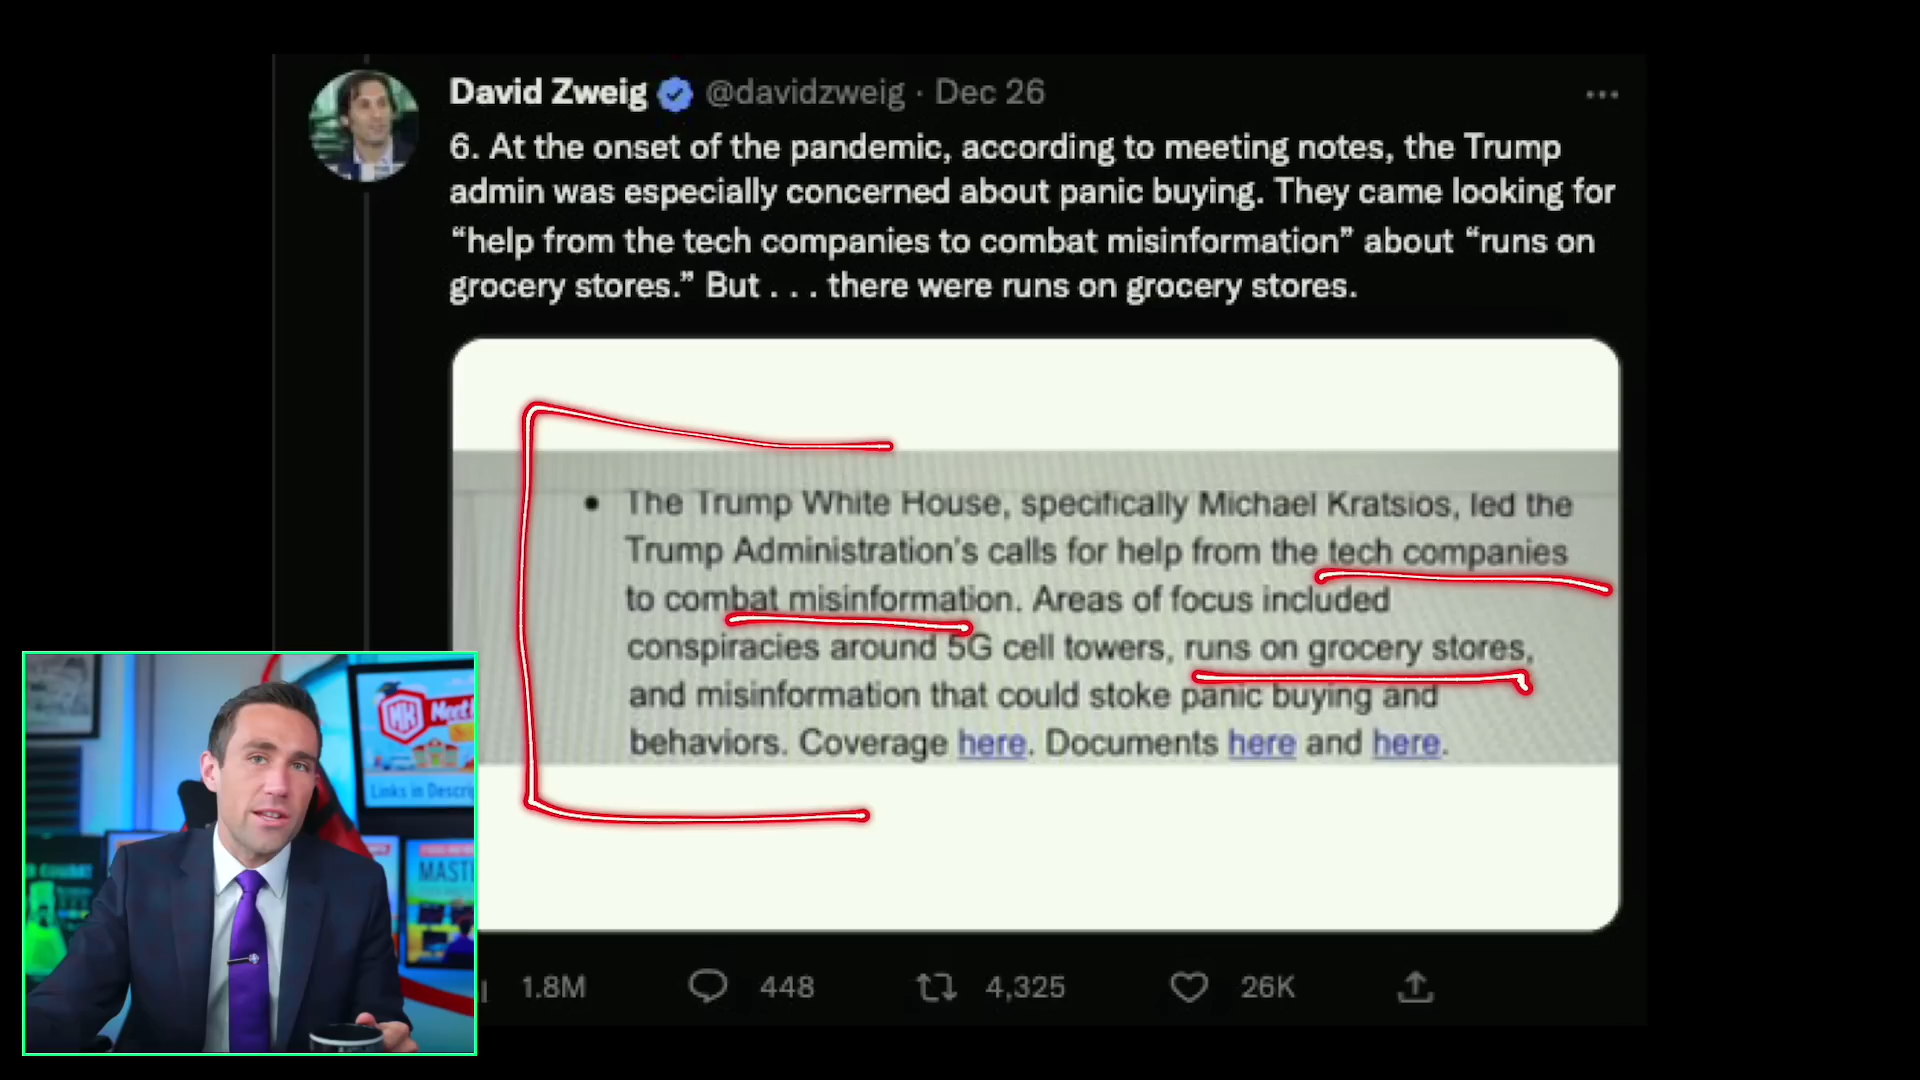 David Zweig @davidzweig · Dec 26
6. At the onset of the pandemic, according to meeting notes, the Trump
admin was especially concerned about panic buying. They came looking for
“help from the tech companies to combat misinformation” about “runs on
grocery stores.” But . . . there were runs on grocery stores.
• The Trump White House, specifically Michael Kratsios, led the
Trump Administration's calls for help from the tech companies
to combat misinformation. Areas of focus included
conspiracies around 5G cell towers, runs on grocery stores,
and misinformation that could stoke panic buying and
behaviors. Coverage here. Documents here and here.
1.8M 448 4,325 26K
MK
Links in Descri